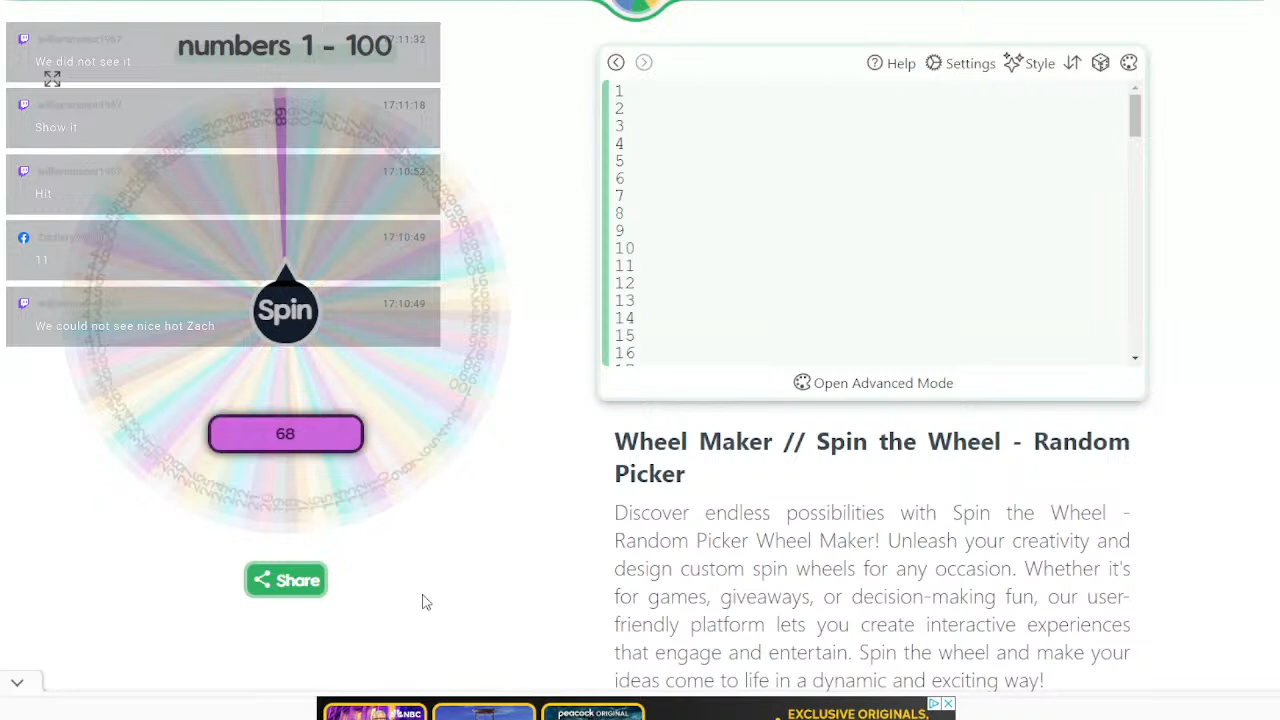 numbers 1 - 100
17:11:32
We did not see it
17:11:18
Show it
17:10:52
Hit
17:10:49
11
17:10:49
We could not see nice hot Zach
68
Spin
68
Share
Help Settings Style
1
2
3
4
5
6
7
8
9
10
11
12
13
14
15
16
Open Advanced Mode
Wheel Maker // Spin the Wheel - Random
Picker
Discover endless possibilities with Spin the Wheel -
Random Picker Wheel Maker! Unleash your creativity and
design custom spin wheels for any occasion. Whether it's
for games, giveaways, or decision-making fun, our user-
friendly platform lets you create interactive experiences
that engage and entertain. Spin the wheel and make your
ideas come to life in a dynamic and exciting way!
NBC
peacock ORIGINAL
EXCLUSIVE ORIGINALS,